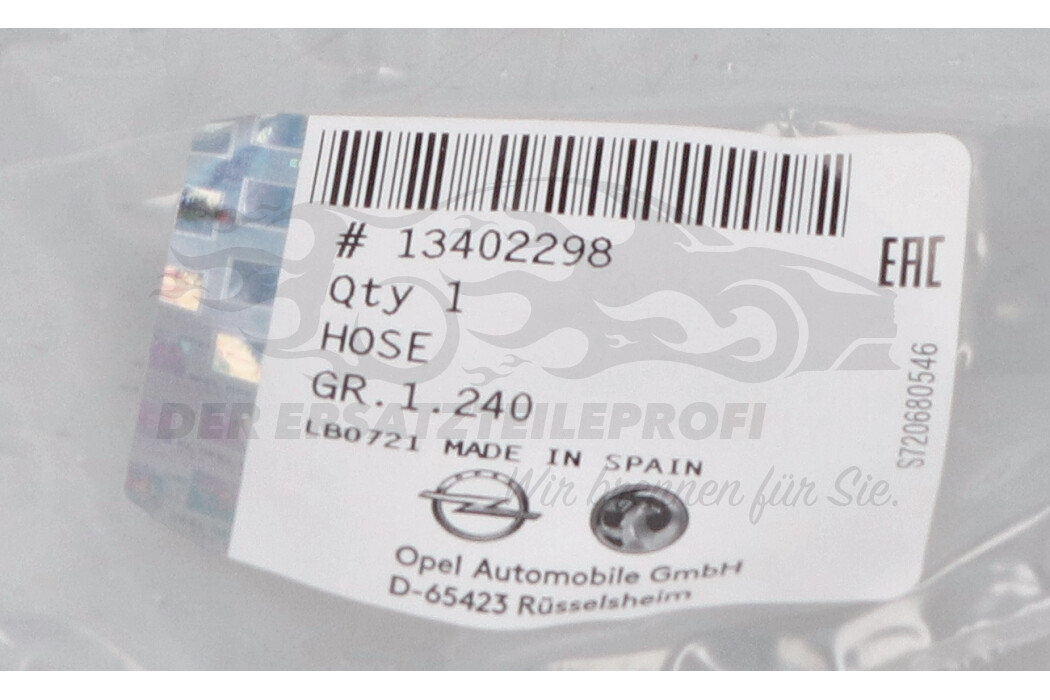 # 13402298
Qty 1
HOSE
GR.1.240
LB0721 MADE IN SPAIN
Opel Automobile GmbH
D-65423 Rüsselsheim
EAC
S720680546
DER ERSATZTEILEPROFI
Wir brennen für Sie.